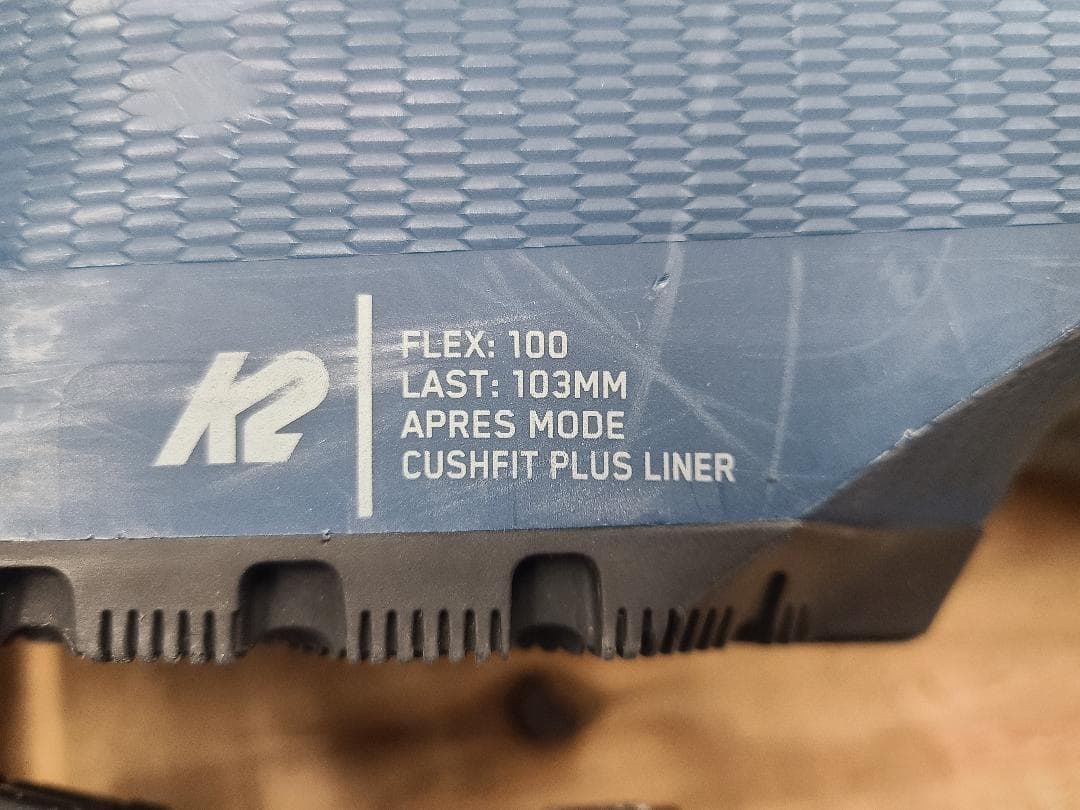 K2
FLEX: 100
LAST: 103MM
APRES MODE
CUSHFIT PLUS LINER